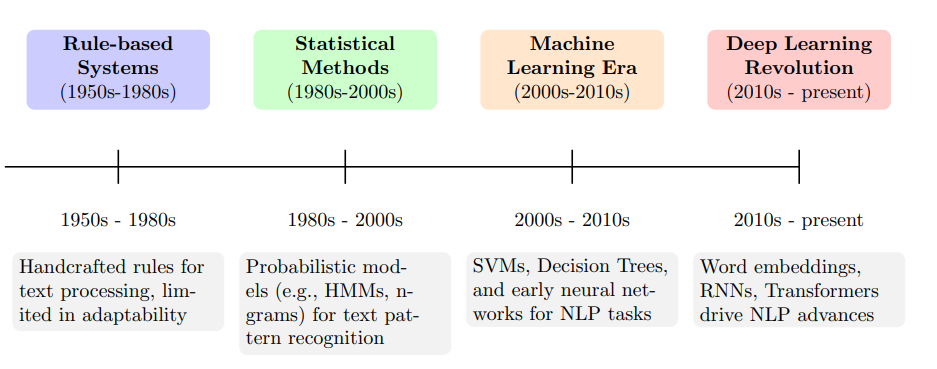 Rule-based
Systems
(1950s-1980s)
Statistical
Methods
(1980s-2000s)
Machine
Learning Era
(2000s-2010s)
Deep Learning
Revolution
(2010s - present)
1950s - 1980s
1980s - 2000s
2000s - 2010s
2010s - present
Handcrafted rules for
text processing, lim-
ited in adaptability
Probabilistic mod-
els (e.g., HMMs, n-
grams) for text pat-
tern recognition
SVMs, Decision Trees,
and early neural net-
works for NLP tasks
Word embeddings,
RNNs, Transformers
drive NLP advances